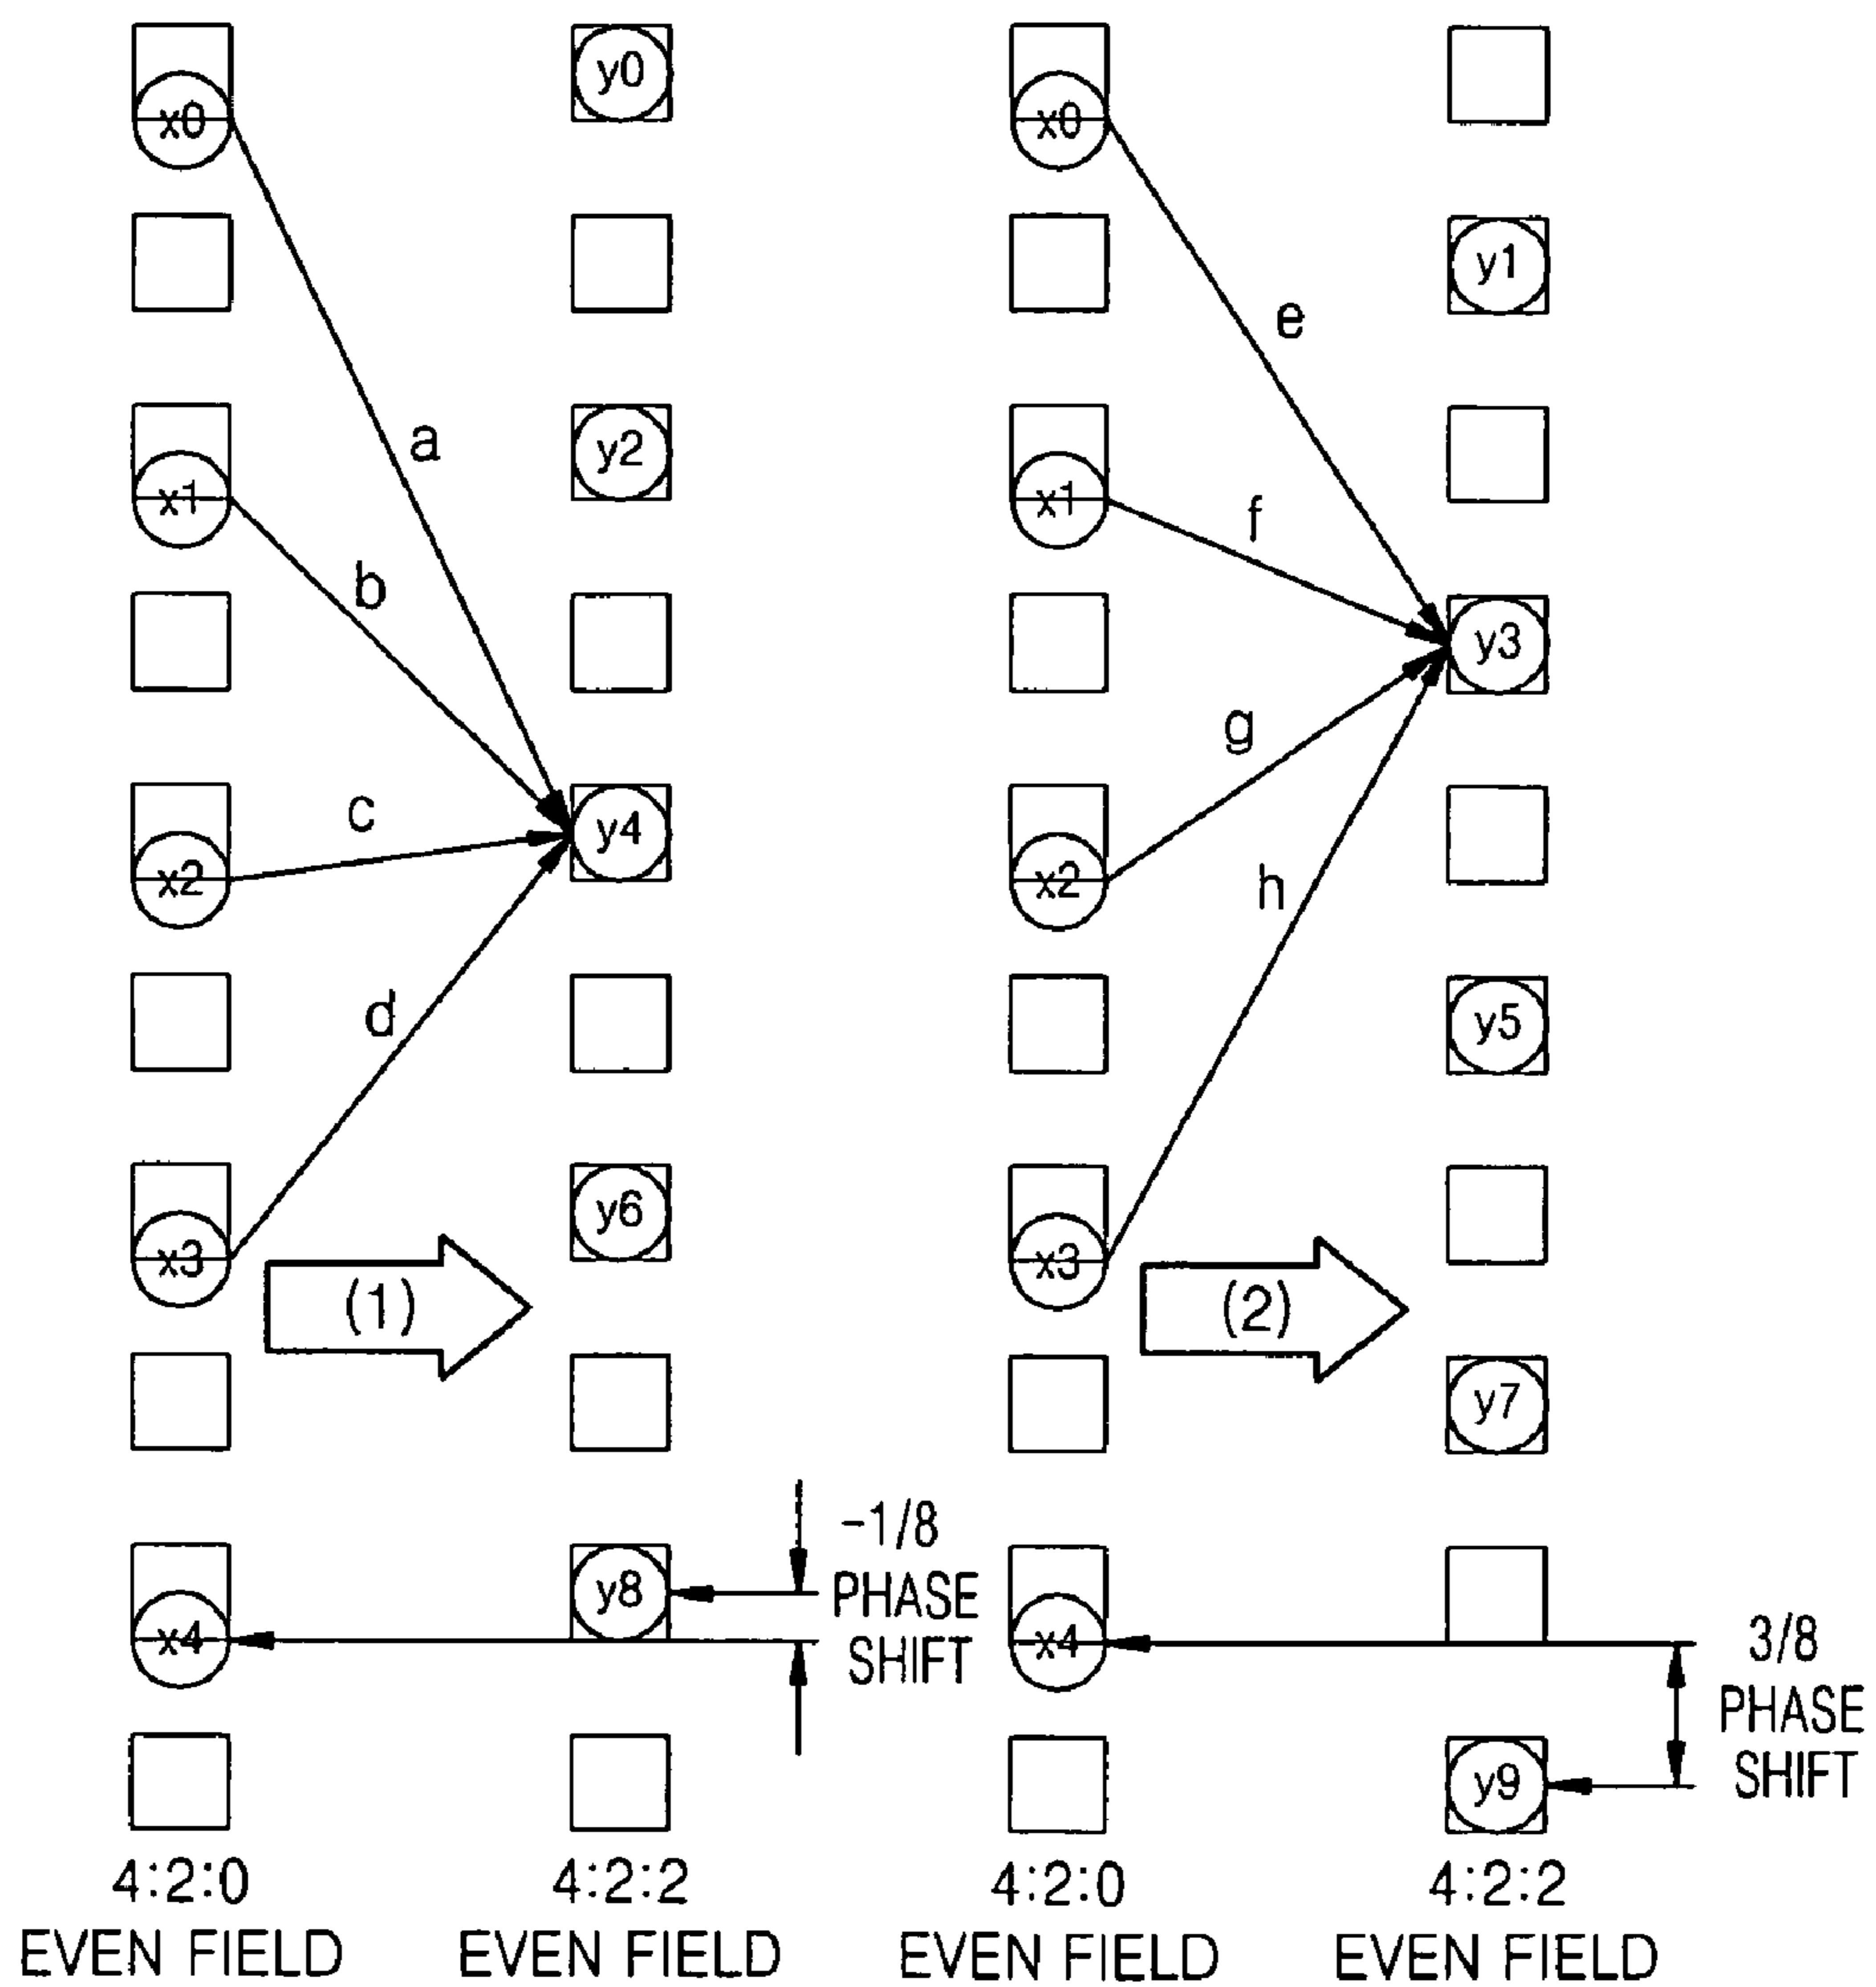 x0 y0 x0
y1
e
a
x1 y2 x1
f
b
y3
g
c
x2 y4 x2
h
d
y5
x3 y6 x3
(1) (2)
y7
-1/8
PHASE
SHIFT
y8
x4 x4
3/8
PHASE
SHIFT
y9
4:2:0 4:2:2 4:2:0 4:2:2
EVEN FIELD EVEN FIELD EVEN FIELD EVEN FIELD